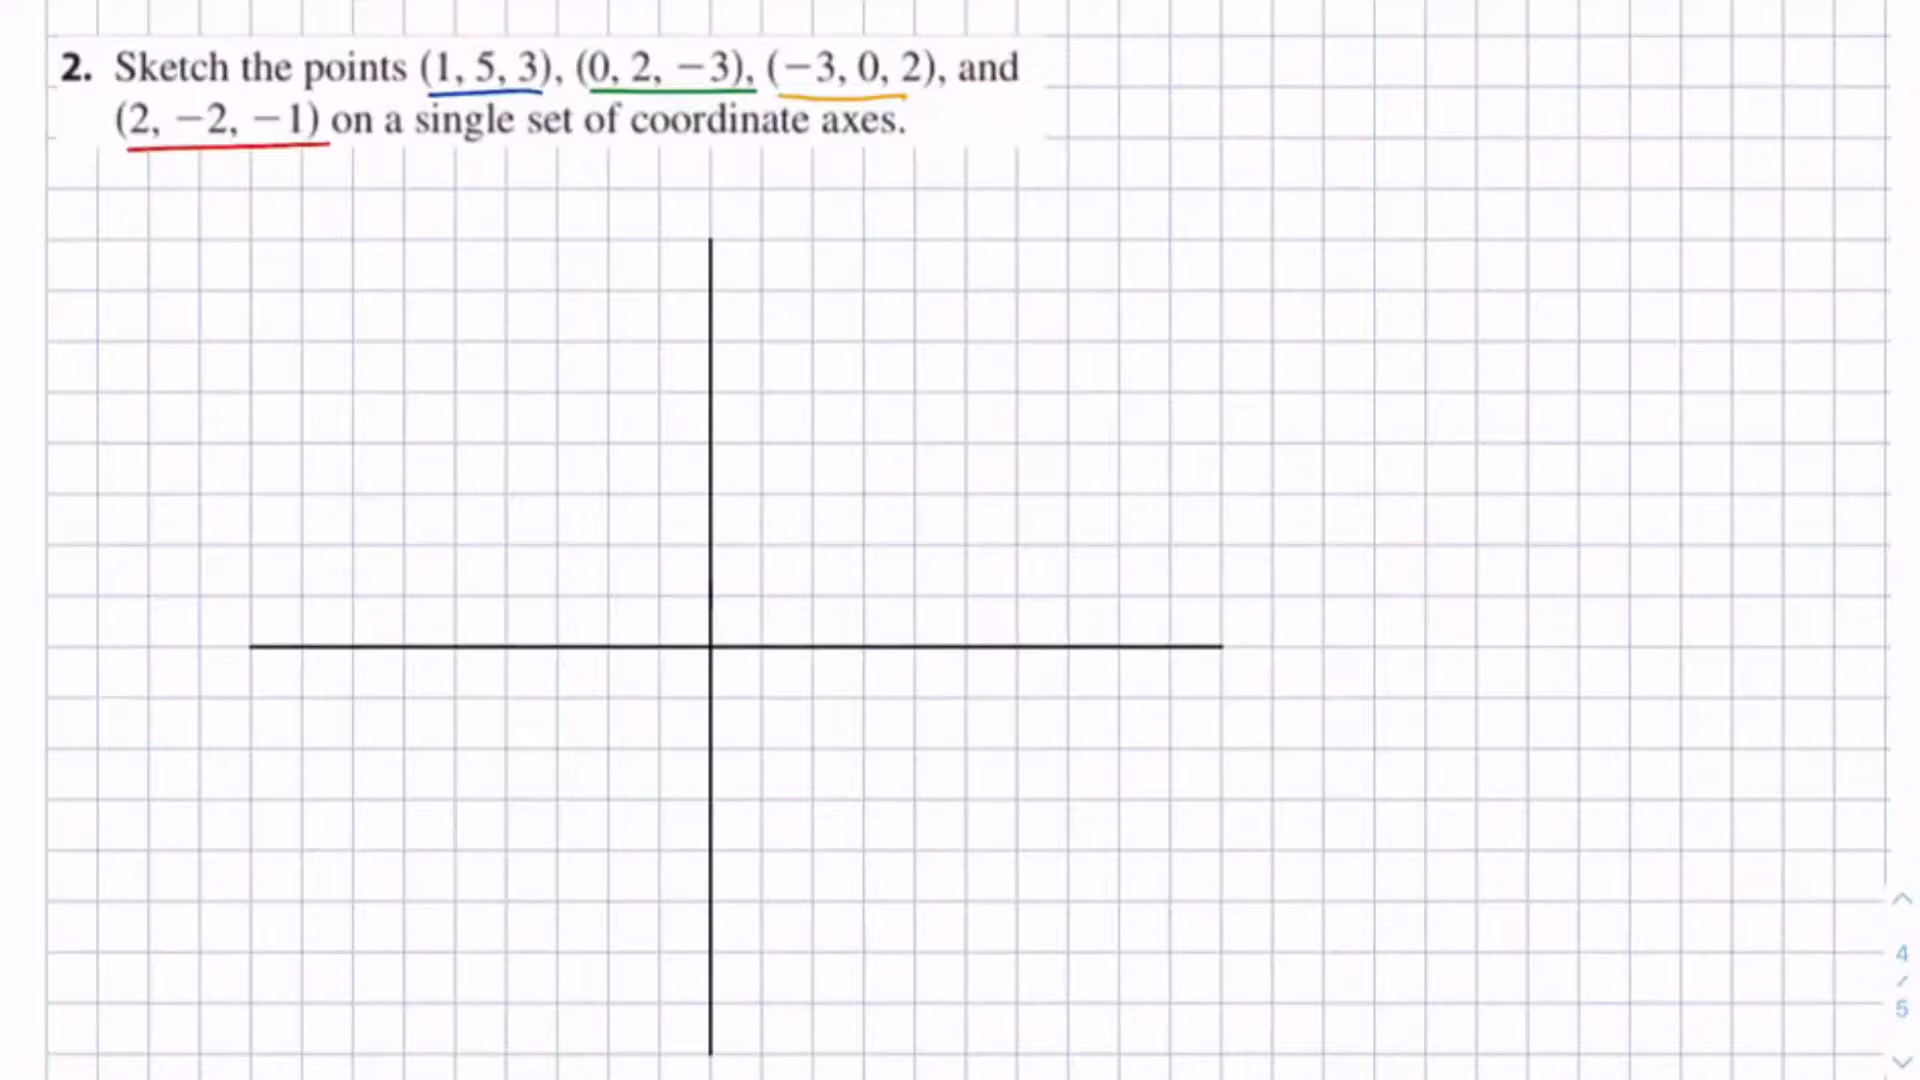 2. Sketch the points (1, 5, 3), (0, 2, −3), (−3, 0, 2), and
(2, −2, −1) on a single set of coordinate axes.
4
/
5